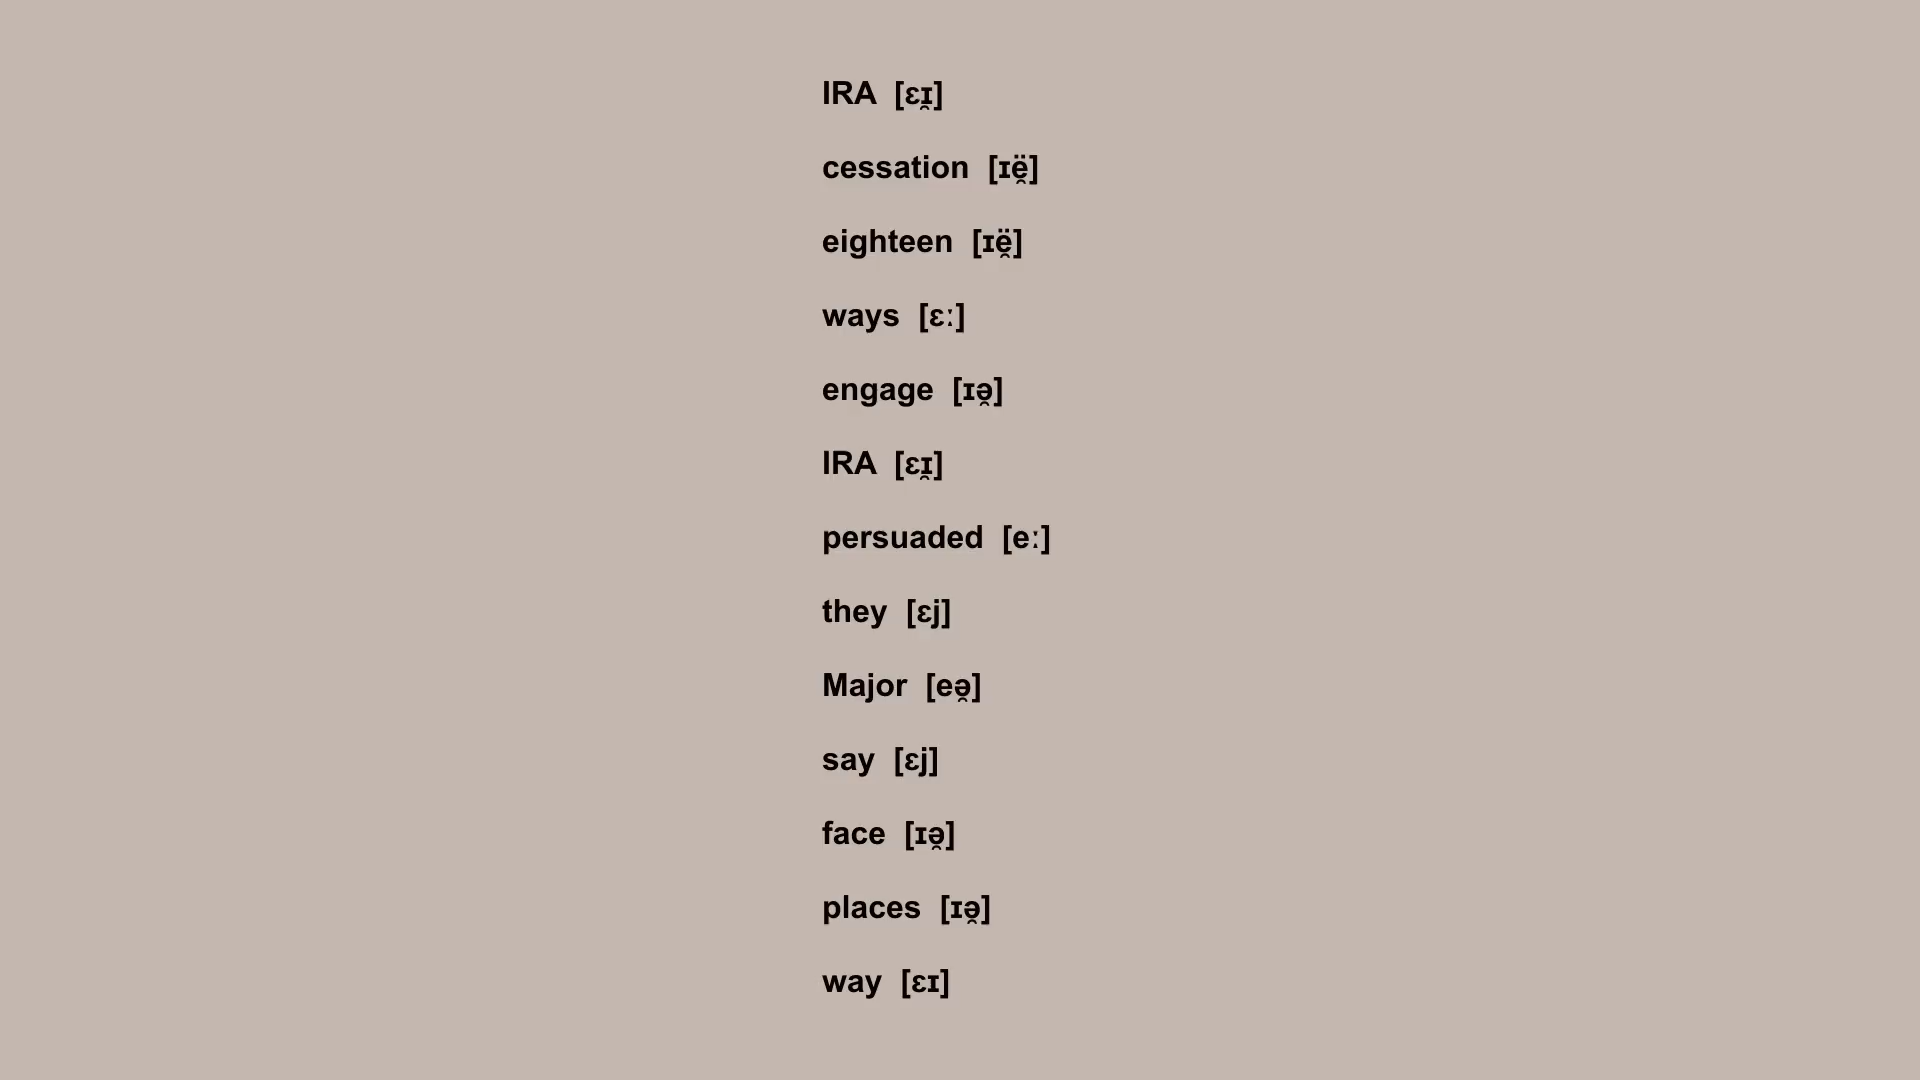 IRA [ɛɪ̯]
cessation [ɪë̯]
eighteen [ɪë̯]
ways [ɛː]
engage [ɪə̯]
IRA [ɛɪ̯]
persuaded [eː]
they [ɛj]
Major [eə̯]
say [ɛj]
face [ɪə̯]
places [ɪə̯]
way [ɛɪ]